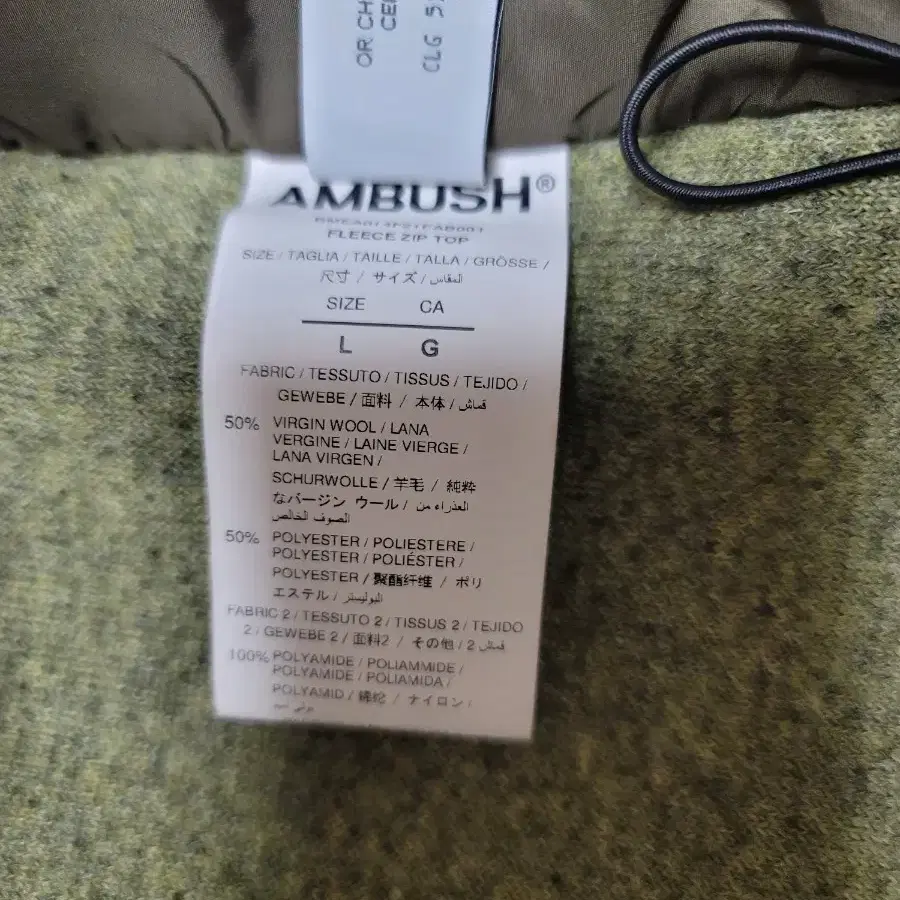 OR CH
CE
CLG 51
AMBUSH®
FLEECE ZIP TOP
SIZE / TAGLIA / TAILLE / TALLA / GRÖSSE /
尺寸 / サイズ / المقاس
SIZE CA
L G
FABRIC / TESSUTO / TISSUS / TEJIDO /
GEWEBE / 面料 / 本体 / قماش
50% VIRGIN WOOL / LANA
VERGINE / LAINE VIERGE /
LANA VIRGEN /
SCHURWOLLE / 羊毛 / 純粋
なバージン ウール / العذراء من
الصوف الخالص
50% POLYESTER / POLIESTERE /
POLYESTER / POLIÉSTER /
POLYESTER / 聚酯纤维 / ポリ
エステル / البوليستر
FABRIC 2 / TESSUTO 2 / TISSUS 2 / TEJIDO
2 / GEWEBE 2 / 面料2 / その他 / قماش 2
100% POLYAMIDE / POLIAMMIDE /
POLYAMIDE / POLIAMIDA /
POLYAMID / 锦纶 / ナイロン /